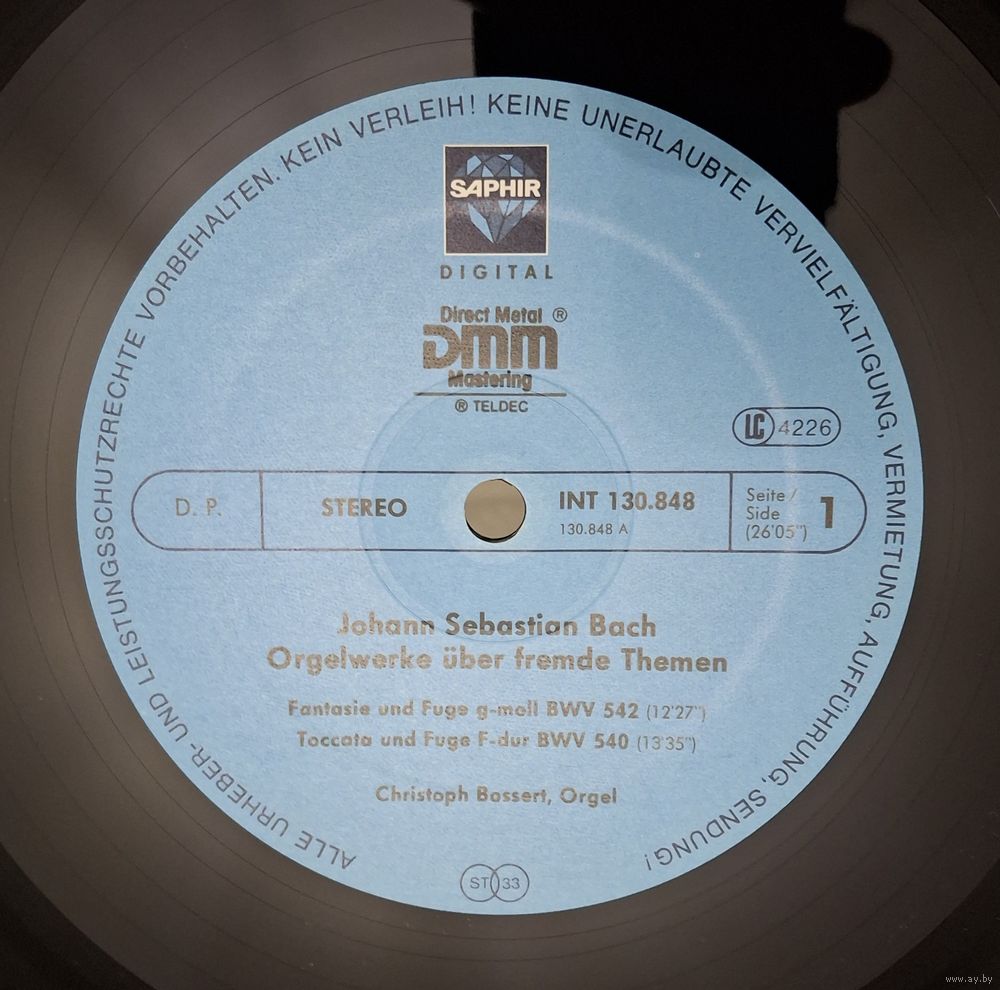 ALLE URHEBER- UND LEISTUNGSSCHUTZRECHTE VORBEHALTEN. KEIN VERLEIH! KEINE UNERLAUBTE VERVIELFÄLTIGUNG, VERMIETUNG, AUFFÜHRUNG, SENDUNG!
SAPHIR
DIGITAL
Direct Metal ®
DMM
Mastering
® TELDEC
LC 4226
D. P.
STEREO
INT 130.848
130.848 A
Seite/
Side
(26'05")
1
Johann Sebastian Bach
Orgelwerke über fremde Themen
Fantasie und Fuge g-moll BWV 542 (12'27")
Toccata und Fuge F-dur BWV 540 (13'35")
Christoph Bossert, Orgel
ST 33
www.ay.by